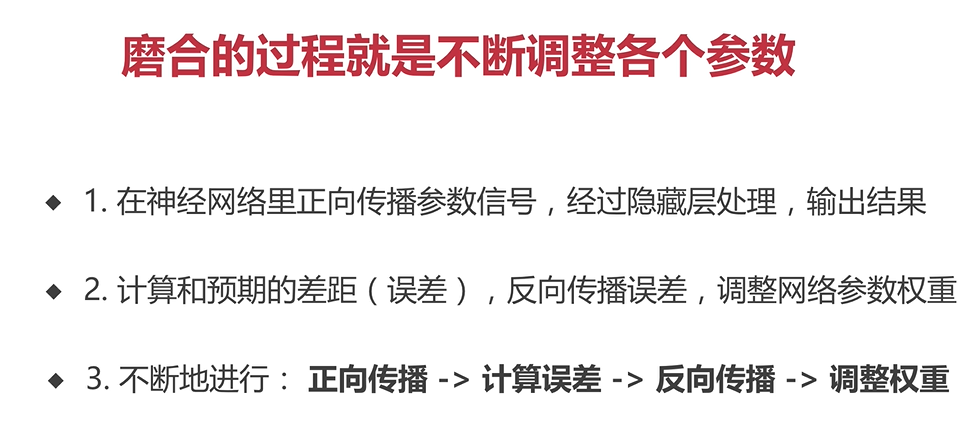 磨合的过程就是不断调整各个参数
◆ 1. 在神经网络里正向传播参数信号，经过隐藏层处理，输出结果
◆ 2. 计算和预期的差距（误差），反向传播误差，调整网络参数权重
◆ 3. 不断地进行： 正向传播 -> 计算误差 -> 反向传播 -> 调整权重